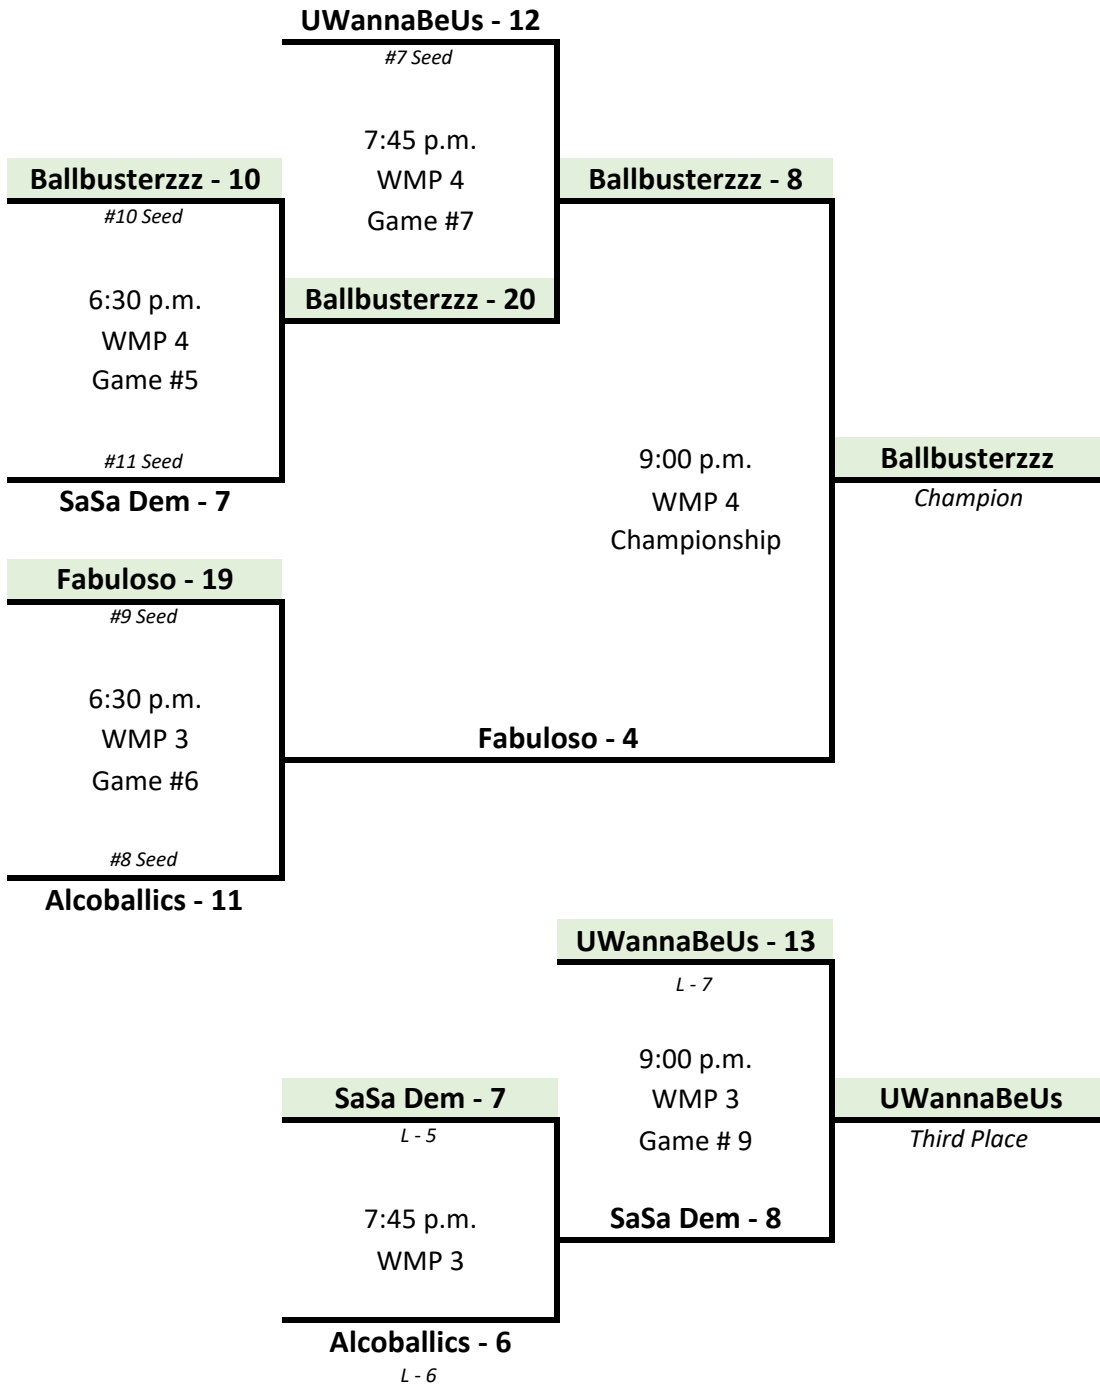 UWannaBeUs - 12
#7 Seed
7:45 p.m.
WMP 4
Game #7
Ballbusterzzz - 10
#10 Seed
6:30 p.m.
WMP 4
Game #5
#11 Seed
SaSa Dem - 7
Ballbusterzzz - 20
Ballbusterzzz - 8
9:00 p.m.
WMP 4
Championship
Ballbusterzzz
Champion
Fabuloso - 19
#9 Seed
6:30 p.m.
WMP 3
Game #6
#8 Seed
Alcoballics - 11
Fabuloso - 4
UWannaBeUs - 13
L - 7
9:00 p.m.
WMP 3
Game # 9
SaSa Dem - 8
UWannaBeUs
Third Place
SaSa Dem - 7
L - 5
7:45 p.m.
WMP 3
Alcoballics - 6
L - 6